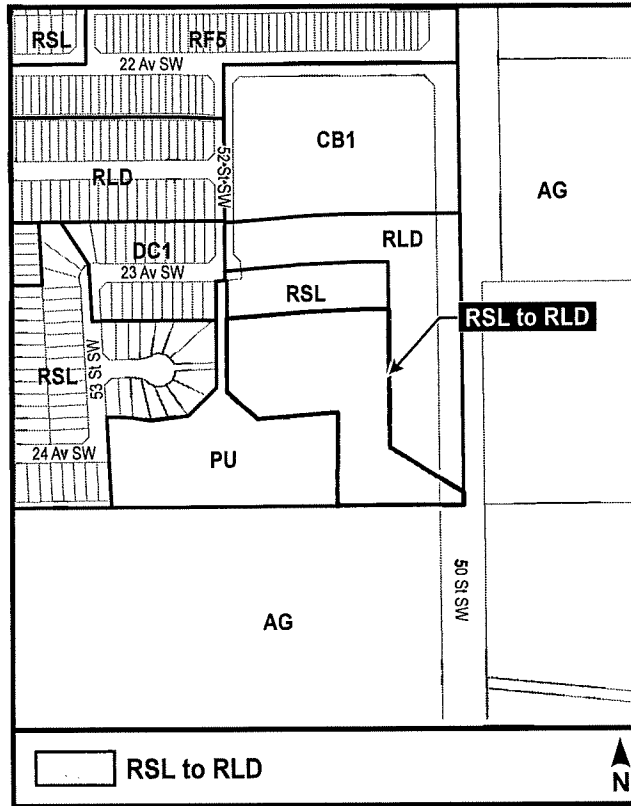 RSL
RF5
22 Av SW
CB1
52 St SW
RLD
AG
RLD
DC1
23 Av SW
RSL
RSL to RLD
RSL
53 St SW
24 Av SW
PU
50 St SW
AG
RSL to RLD
N